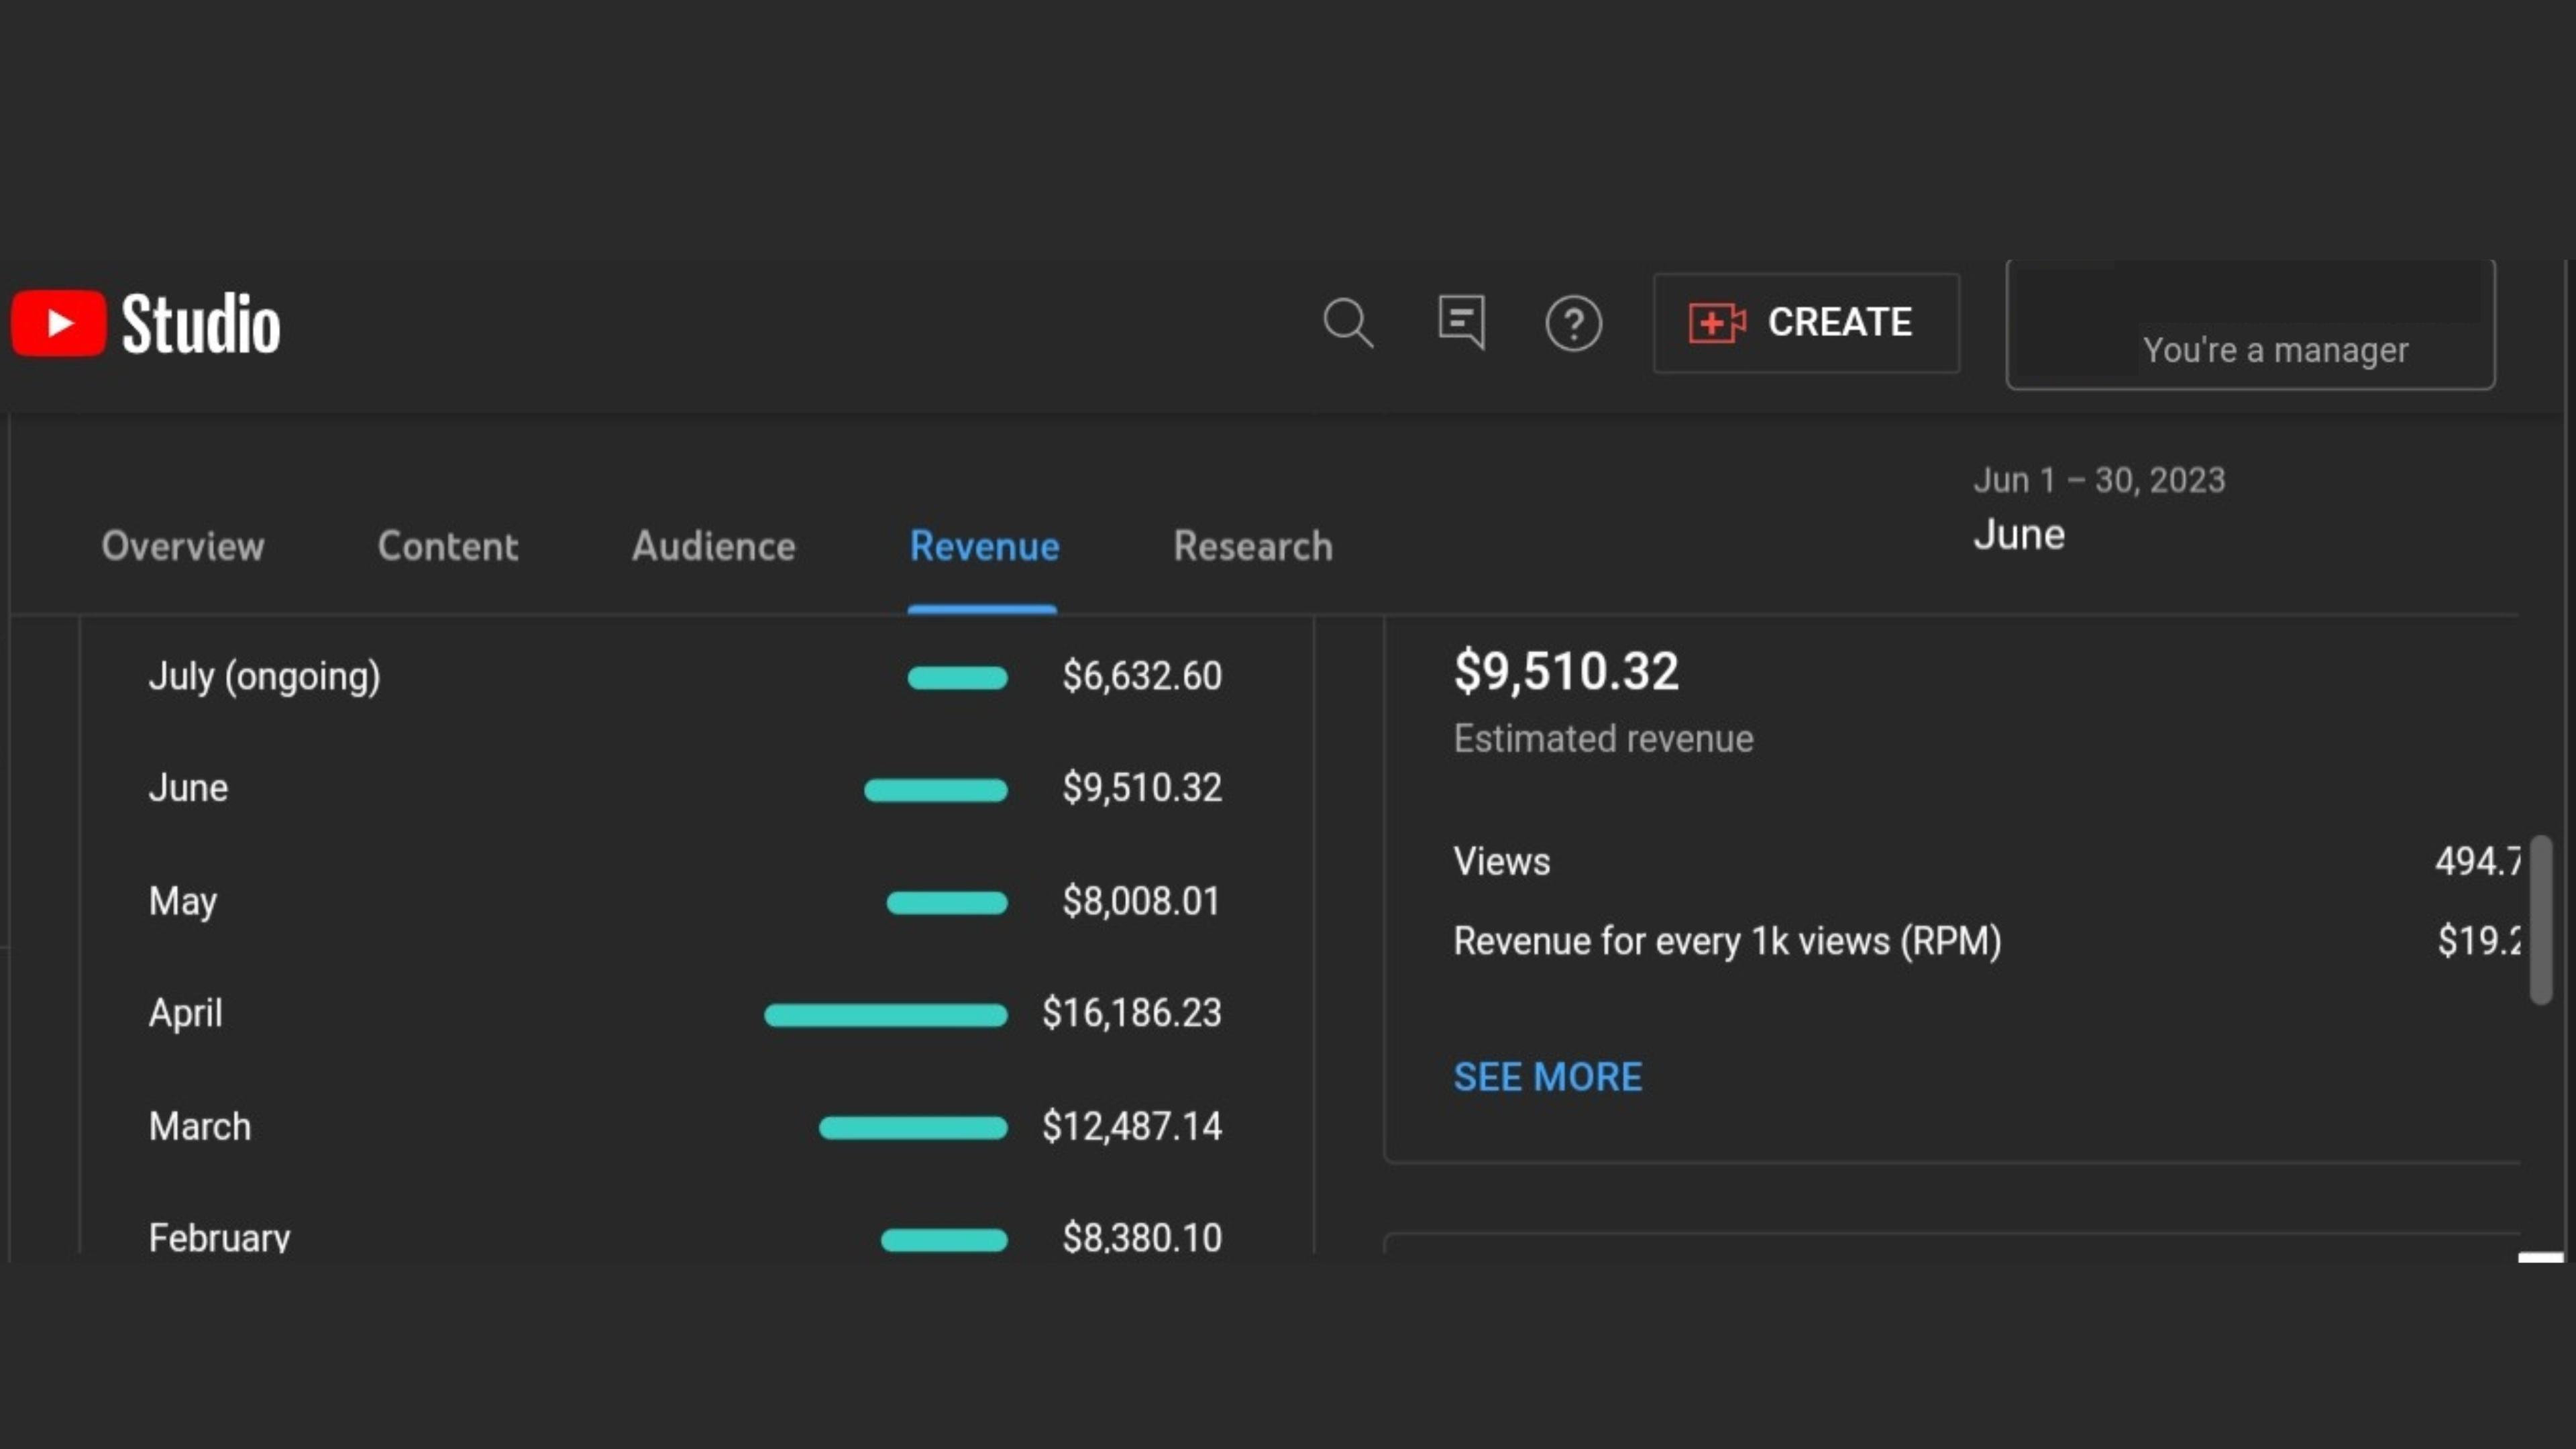 Studio
CREATE
You're a manager
Jun 1 – 30, 2023
June
Overview Content Audience Revenue Research
July (ongoing) $6,632.60
June $9,510.32
May $8,008.01
April $16,186.23
March $12,487.14
February $8,380.10
$9,510.32
Estimated revenue
Views 494.7
Revenue for every 1k views (RPM) $19.2
SEE MORE